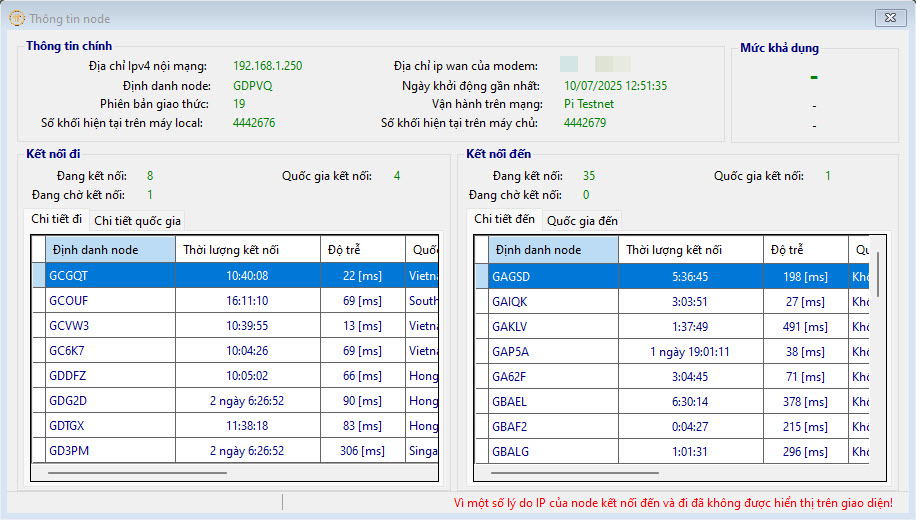 Thông tin node
Thông tin chính
Địa chỉ Ipv4 nội mạng: 192.168.1.250
Địa chỉ ip wan của modem:
Định danh node: GDPVQ
Ngày khởi động gần nhất: 10/07/2025 12:51:35
Phiên bản giao thức: 19
Vận hành trên mạng: Pi Testnet
Số khối hiện tại trên máy local: 4442676
Số khối hiện tại trên máy chủ: 4442679
Mức khả dụng
-
-
-
Kết nối đi
Đang kết nối: 8
Quốc gia kết nối: 4
Đang chờ kết nối: 1
Chi tiết đi
Chi tiết quốc gia
Định danh node Thời lượng kết nối Độ trễ Quốc
GCGQT 10:40:08 22 [ms] Vietna
GCOUF 16:11:10 69 [ms] South
GCVW3 10:39:55 13 [ms] Vietna
GC6K7 10:04:26 69 [ms] Vietna
GDDFZ 10:05:02 66 [ms] Hong
GDG2D 2 ngày 6:26:52 90 [ms] Hong
GDTGX 11:38:18 83 [ms] Hong
GD3PM 2 ngày 6:26:52 306 [ms] Singa
Kết nối đến
Đang kết nối: 35
Quốc gia kết nối: 1
Đang chờ kết nối: 0
Chi tiết đến
Quốc gia đến
Định danh node Thời lượng kết nối Độ trễ Qu
GAGSD 5:36:45 198 [ms] Khô
GAIQK 3:03:51 27 [ms] Khô
GAKLV 1:37:49 491 [ms] Khô
GAP5A 1 ngày 19:01:11 38 [ms] Khô
GA62F 3:04:45 71 [ms] Khô
GBAEL 6:30:14 378 [ms] Khô
GBAF2 0:04:27 215 [ms] Khô
GBALG 1:01:31 296 [ms] Khô
Vì một số lý do IP của node kết nối đến và đi đã không được hiển thị trên giao diện!